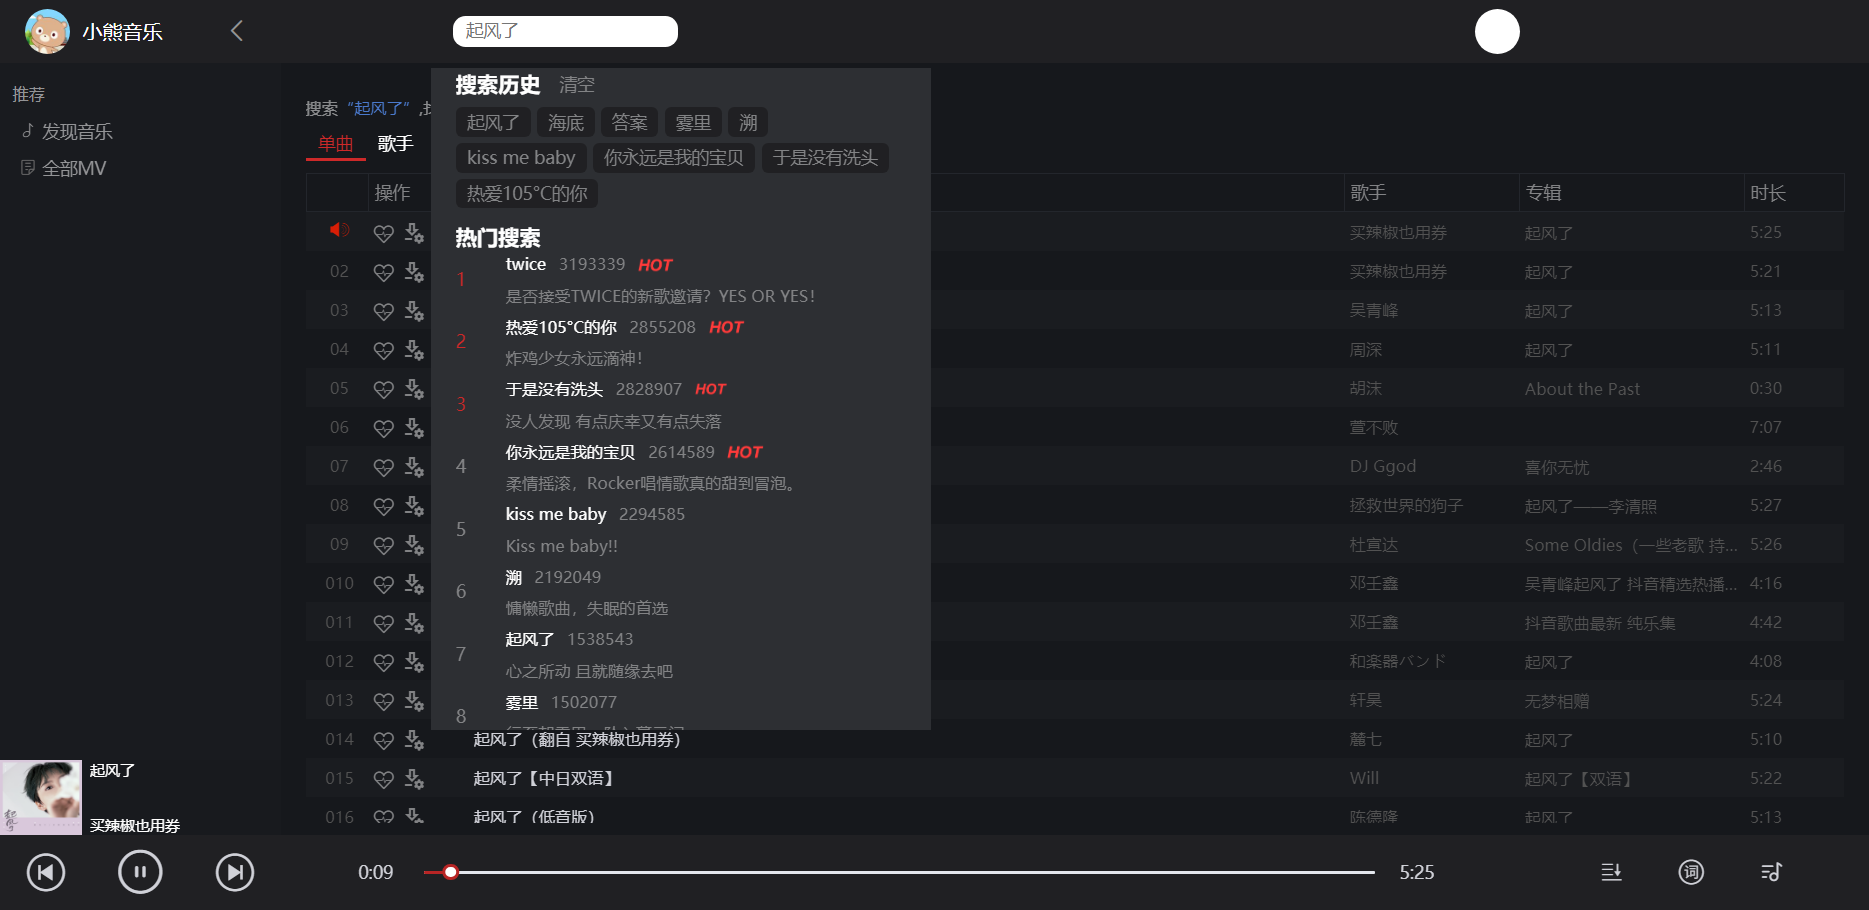 小熊音乐
起风了
推荐
发现音乐
全部MV
搜索“起风了”,找
单曲 歌手
搜索历史 清空
起风了 海底 答案 雾里 溯
kiss me baby 你永远是我的宝贝 于是没有洗头
热爱105°C的你
热门搜索
1 twice 3193339 HOT
是否接受TWICE的新歌邀请？YES OR YES！
2 热爱105°C的你 2855208 HOT
炸鸡少女永远滴神！
3 于是没有洗头 2828907 HOT
没人发现 有点庆幸又有点失落
4 你永远是我的宝贝 2614589 HOT
柔情摇滚，Rocker唱情歌真的甜到冒泡。
5 kiss me baby 2294585
Kiss me baby!!
6 溯 2192049
慵懒歌曲，失眠的首选
7 起风了 1538543
心之所动 且就随缘去吧
8 雾里 1502077
操作 歌手 专辑 时长
买辣椒也用券 起风了 5:25
02 买辣椒也用券 起风了 5:21
03 吴青峰 起风了 5:13
04 周深 起风了 5:11
05 胡沫 About the Past 0:30
06 萱不败 7:07
07 DJ Ggod 喜你无忧 2:46
08 拯救世界的狗子 起风了——李清照 5:27
09 杜宣达 Some Oldies（一些老歌 持... 5:26
010 邓壬鑫 吴青峰起风了 抖音精选热播... 4:16
011 邓壬鑫 抖音歌曲最新 纯乐集 4:42
012 和楽器バンド 起风了 4:08
013 轩昊 无梦相赠 5:24
014 起风了（翻自 买辣椒也用券） 麓七 起风了 5:10
015 起风了【中日双语】 Will 起风了【双语】 5:22
016 起风了（低音版） 陈德隆 起风了 5:13
起风了
买辣椒也用券
0:09 5:25
词